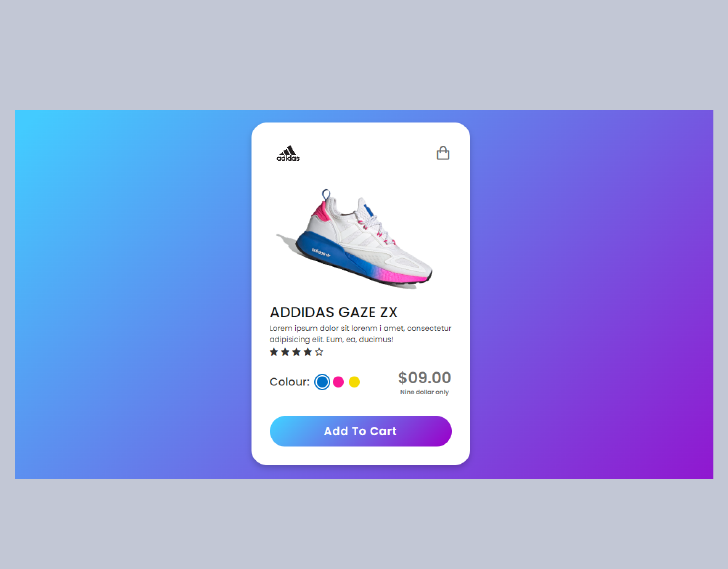 adidas
ADDIDAS GAZE ZX
Lorem ipsum dolor sit lorenm i amet, consectetur
adipisicing elit. Eum, ea, ducimus!
Colour:
$09.00
Nine dollar only
Add To Cart